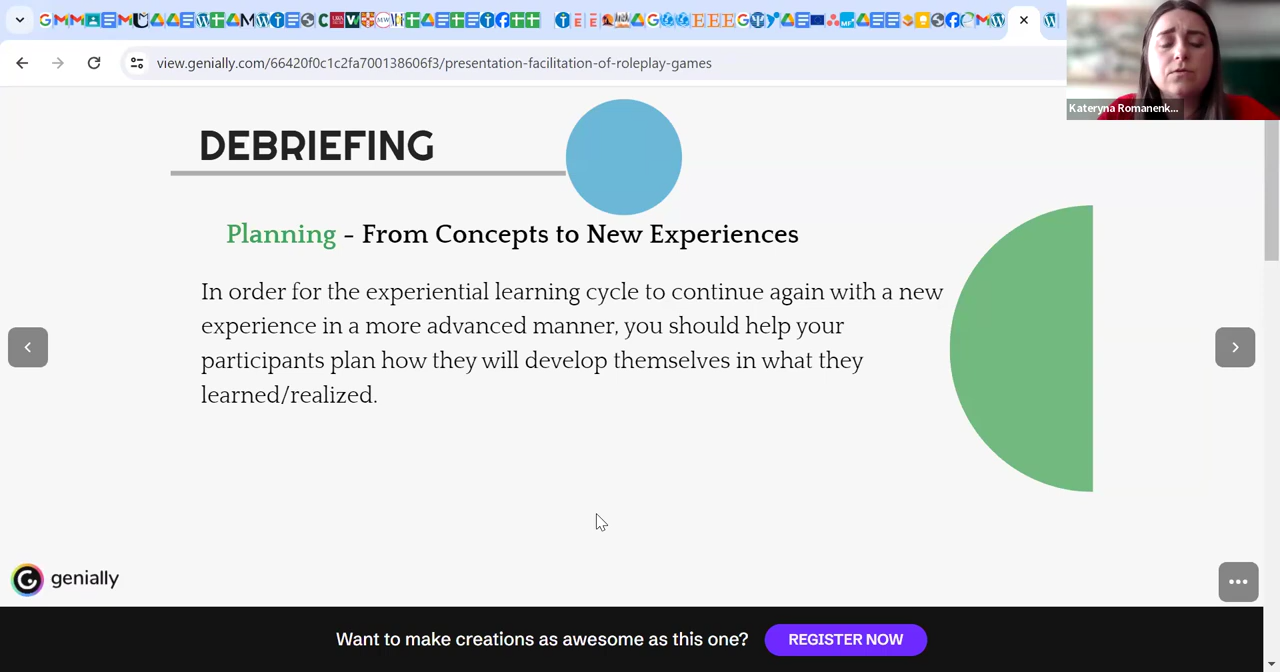 view.genially.com/66420f0c1c2fa700138606f3/presentation-facilitation-of-roleplay-games
Kateryna Romanenk...
DEBRIEFING
Planning - From Concepts to New Experiences
In order for the experiential learning cycle to continue again with a new
experience in a more advanced manner, you should help your
participants plan how they will develop themselves in what they
learned/realized.
genially
Want to make creations as awesome as this one?
REGISTER NOW